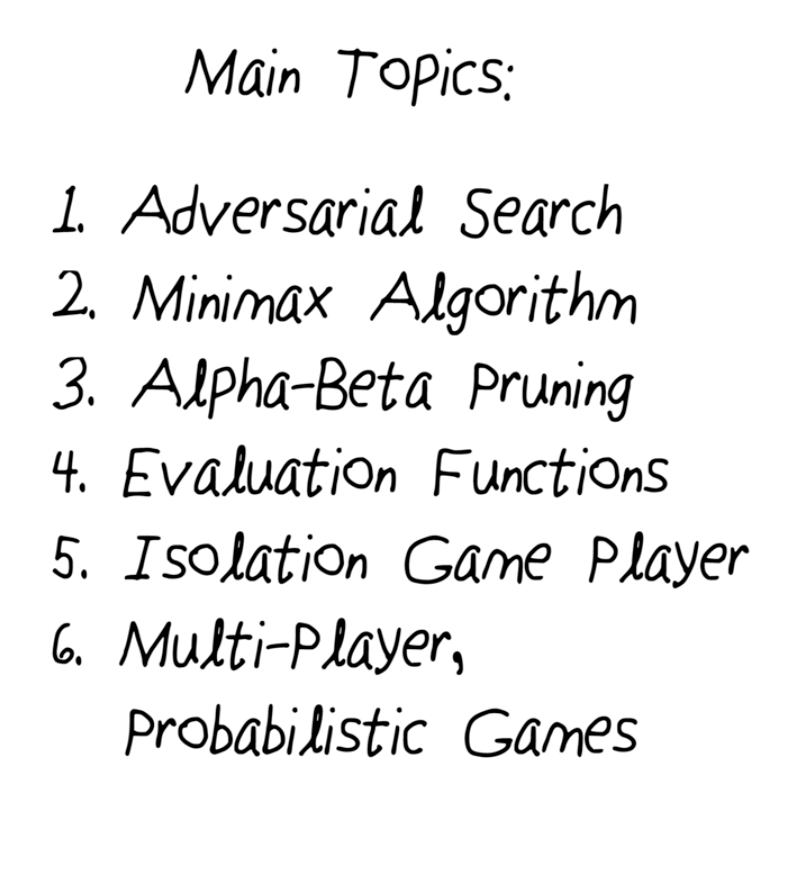 Main Topics:
1. Adversarial Search
2. Minimax Algorithm
3. Alpha-Beta Pruning
4. Evaluation Functions
5. Isolation Game Player
6. Multi-Player,
Probabilistic Games